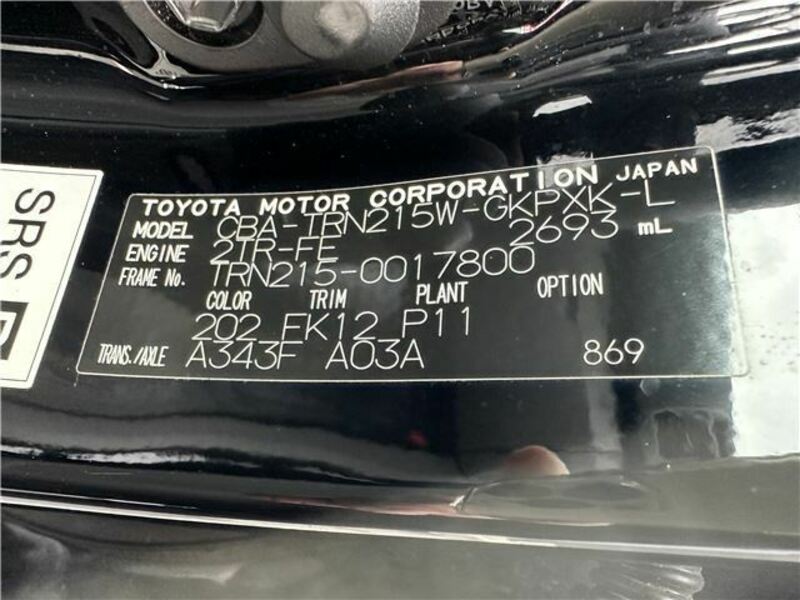 TOYOTA MOTOR CORPORATION JAPAN
MODEL CBA-TRN215W-GKPXK-L
ENGINE 2TR-FE 2693 mL
FRAME No. TRN215-0017800
COLOR TRIM PLANT OPTION
202 FK12 P11
TRANS./AXLE A343F A03A 869
SRS